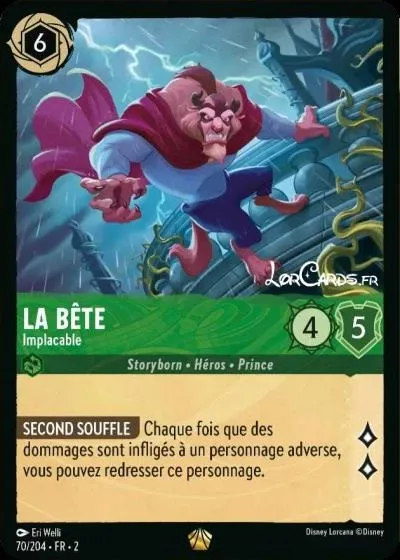 6
LorCards.fr
LA BÊTE
Implacable
4
5
Storyborn • Héros • Prince
SECOND SOUFFLE Chaque fois que des
dommages sont infligés à un personnage adverse,
vous pouvez redresser ce personnage.
Eri Welli
70/204 • FR • 2
Disney Lorcana ©Disney